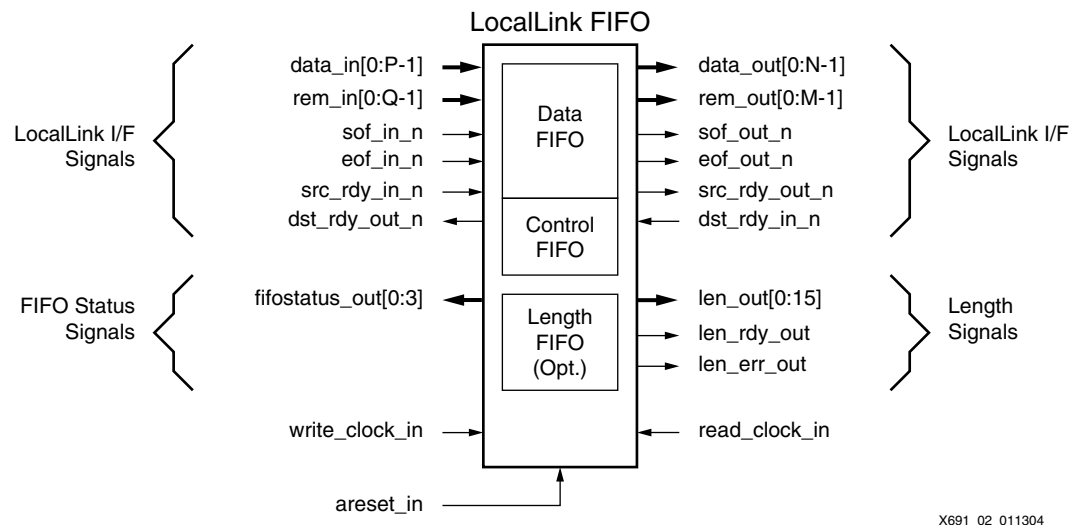 LocalLink FIFO
data_in[0:P-1]
rem_in[0:Q-1]
sof_in_n
eof_in_n
src_rdy_in_n
dst_rdy_out_n
LocalLink I/F
Signals
Data
FIFO
Control
FIFO
data_out[0:N-1]
rem_out[0:M-1]
sof_out_n
eof_out_n
src_rdy_out_n
dst_rdy_in_n
LocalLink I/F
Signals
FIFO Status
Signals
fifostatus_out[0:3]
Length
FIFO
(Opt.)
len_out[0:15]
len_rdy_out
len_err_out
Length
Signals
write_clock_in
read_clock_in
areset_in
X691_02_011304